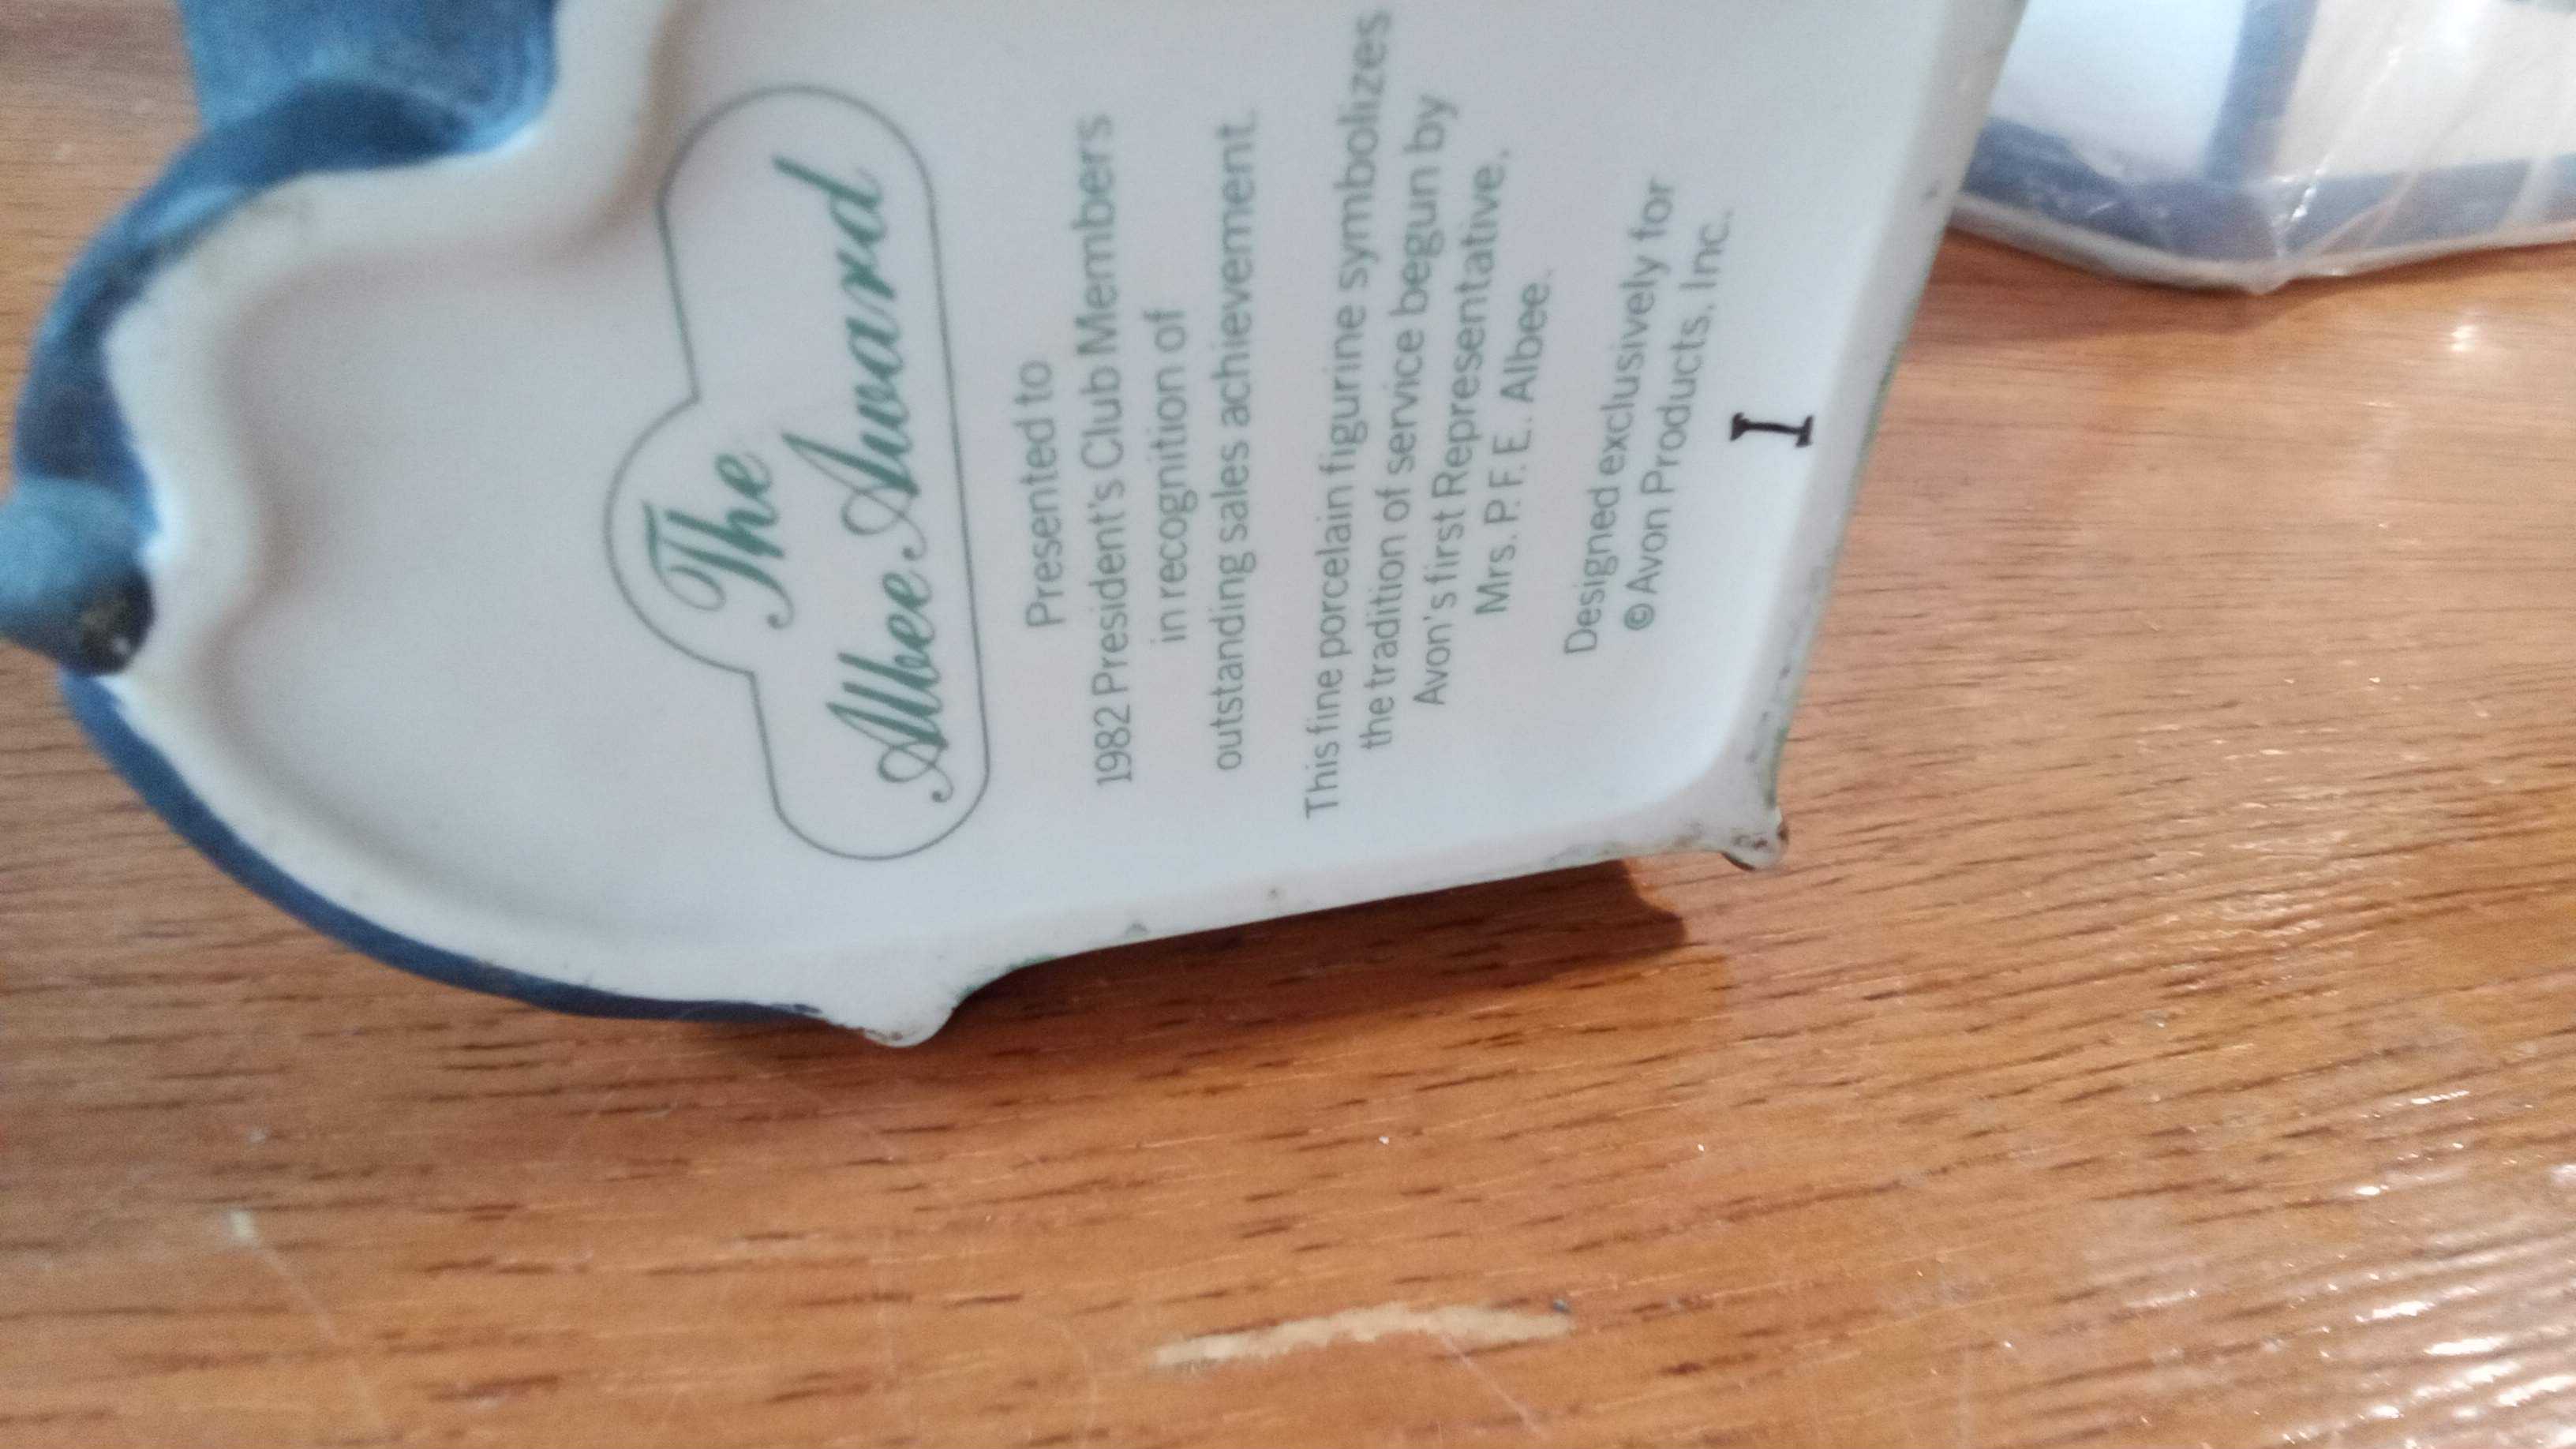 The
Albee Award
Presented to
1982 President's Club Members
in recognition of
outstanding sales achievement.
This fine porcelain figurine symbolizes
the tradition of service begun by
Avon's first Representative,
Mrs. P. F. E. Albee.
Designed exclusively for
© Avon Products, Inc.
I